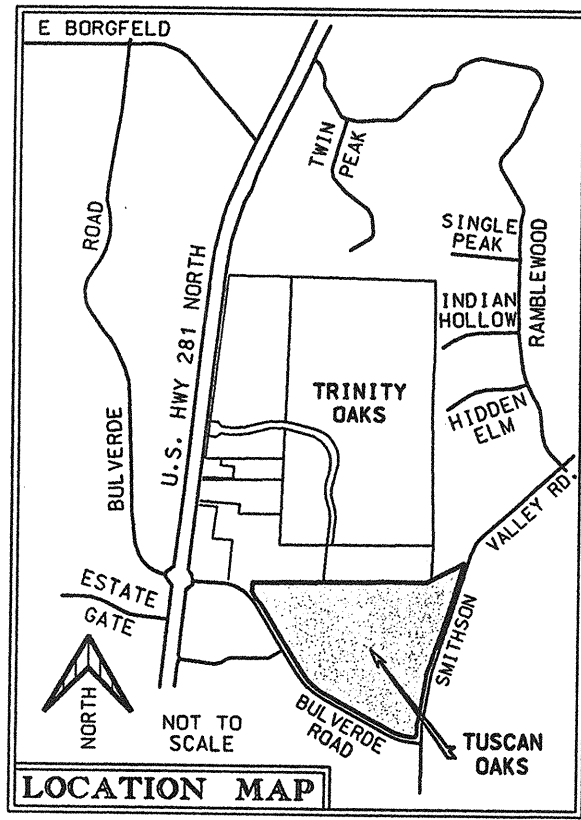 E BORGFELD
TWIN
PEAK
ROAD
SINGLE
PEAK
RAMBLEWOOD
U.S. HWY 281 NORTH
INDIAN
HOLLOW
TRINITY
OAKS
HIDDEN
ELM
BULVERDE
VALLEY RD.
ESTATE
GATE
SMITHSON
NORTH
NOT TO
SCALE
BULVERDE
ROAD
TUSCAN
OAKS
LOCATION MAP